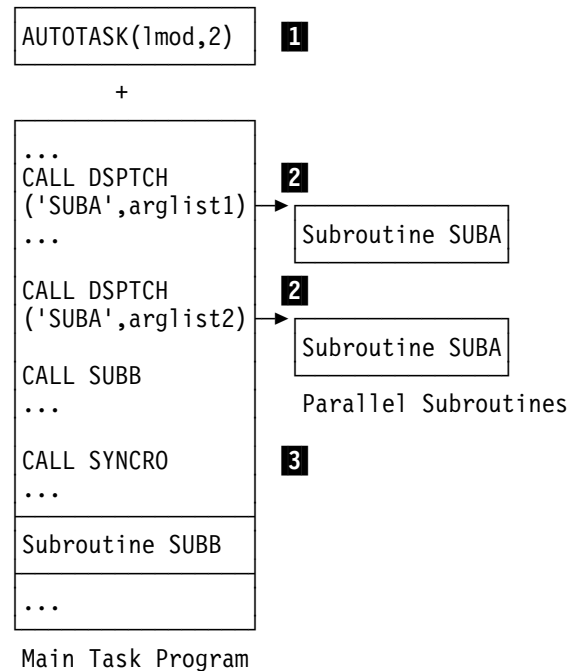 AUTOTASK(lmod,2) 1
+
...
CALL DSPTCH 2
('SUBA',arglist1)
Subroutine SUBA
...
CALL DSPTCH 2
('SUBA',arglist2)
Subroutine SUBA
CALL SUBB
... Parallel Subroutines
CALL SYNCRO 3
...
Subroutine SUBB
...
Main Task Program